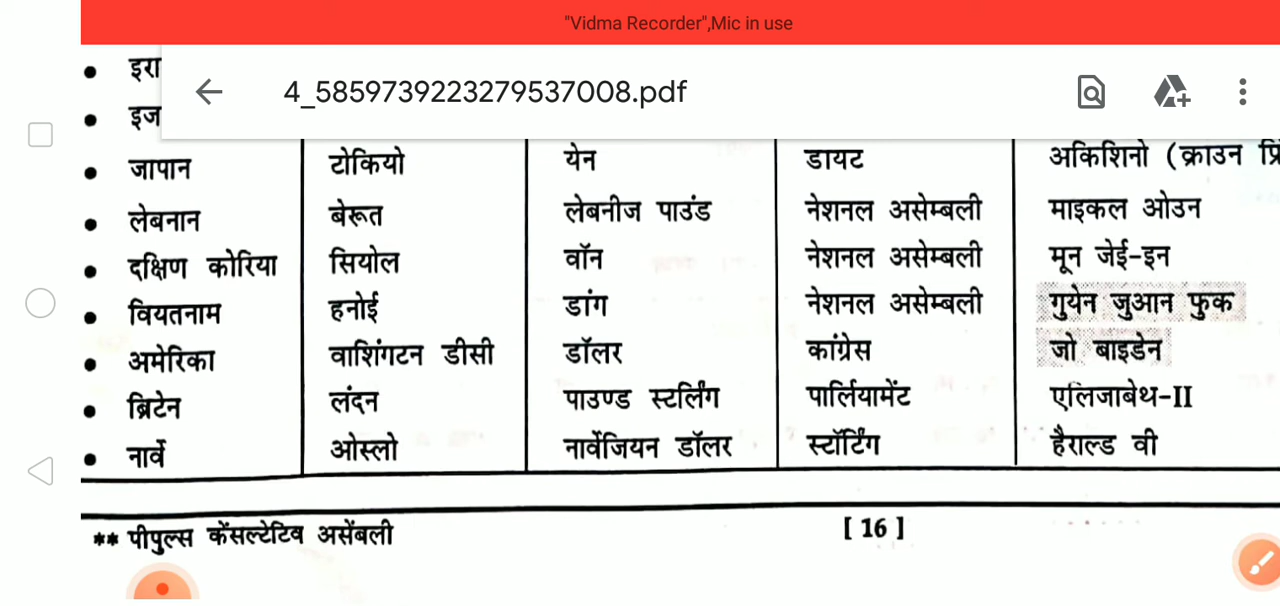 "Vidma Recorder",Mic in use
4_5859739223279537008.pdf
• जापान टोकियो येन डायट अकिशिनो (क्राउन
• लेबनान बेरूत लेबनीज पाउंड नेशनल असेम्बली माइकल ओउन
• दक्षिण कोरिया सियोल वॉन नेशनल असेम्बली मून जेई-इन
• वियतनाम हनोई डांग नेशनल असेम्बली गुयेन जुआन फुक
• अमेरिका वाशिंगटन डीसी डॉलर कांग्रेस जो बाइडेन
• ब्रिटेन लंदन पाउण्ड स्टर्लिंग पार्लियामेंट एलिजाबेथ-II
• नार्वे ओस्लो नार्वेजियन डॉलर स्टॉर्टिंग हैराल्ड वी
** पीपुल्स केंसल्टेटिव असेंबली [ 16 ]